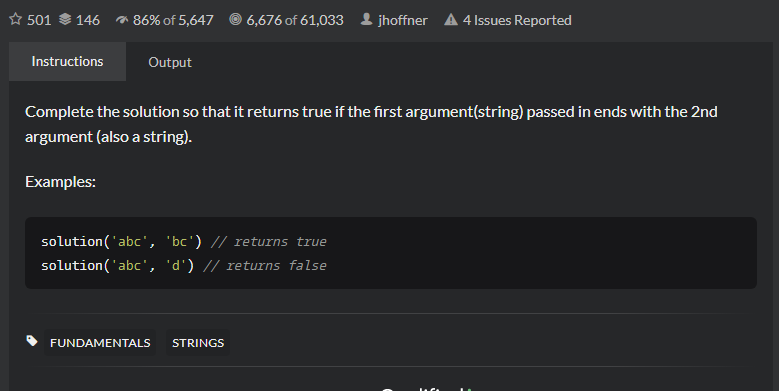 501 146 86% of 5,647 6,676 of 61,033 jhoffner 4 Issues Reported
Instructions Output
Complete the solution so that it returns true if the first argument(string) passed in ends with the 2nd
argument (also a string).
Examples:
solution('abc', 'bc') // returns true
solution('abc', 'd') // returns false
FUNDAMENTALS STRINGS